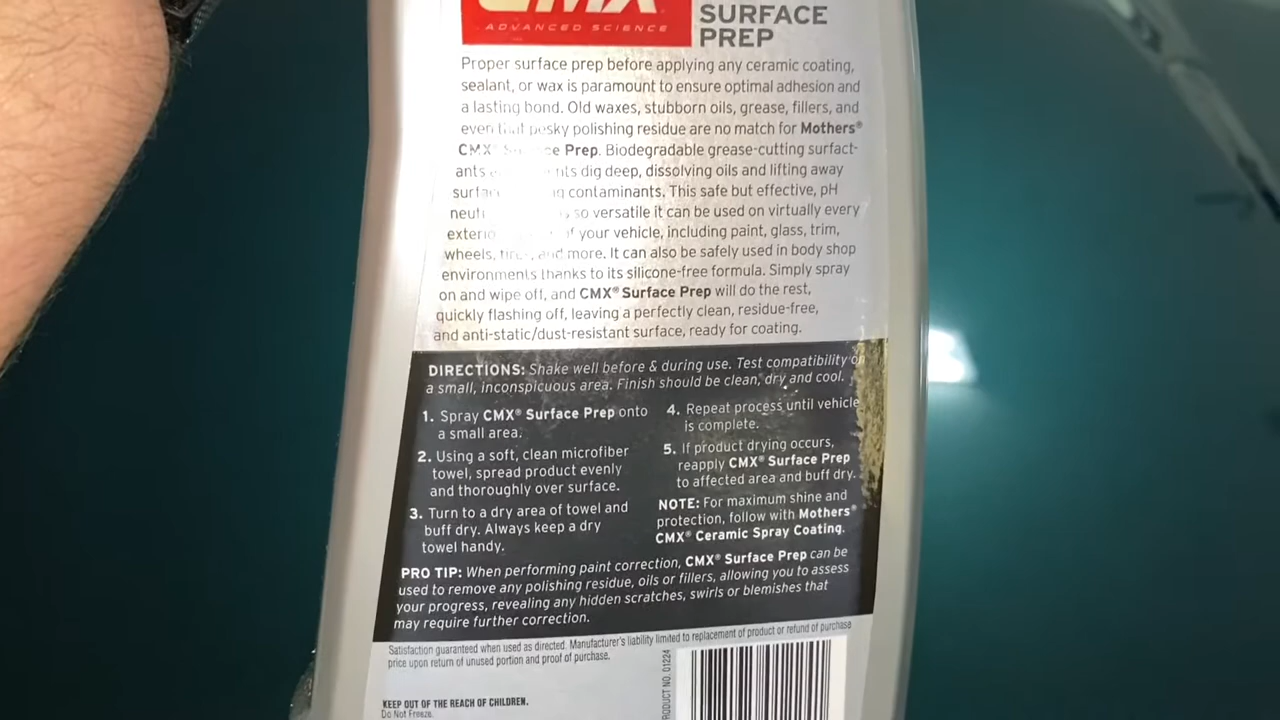 CMX
ADVANCED SCIENCE
SURFACE
PREP
Proper surface prep before applying any ceramic coating,
sealant, or wax is paramount to ensure optimal adhesion and
a lasting bond. Old waxes, stubborn oils, grease, fillers, and
even that pesky polishing residue are no match for Mothers®
CMX® Prep. Biodegradable grease-cutting surfact-
ants dig deep, dissolving oils and lifting away
contaminants. This safe but effective, pH
so versatile it can be used on virtually every
of your vehicle, including paint, glass, trim,
wheels, and more. It can also be safely used in body shop
environments thanks to its silicone-free formula. Simply spray
on and wipe off, and CMX® Surface Prep will do the rest,
quickly flashing off, leaving a perfectly clean, residue-free,
and anti-static/dust-resistant surface, ready for coating.
DIRECTIONS: Shake well before & during use. Test compatibility on
a small, inconspicuous area. Finish should be clean, dry and cool.
1. Spray CMX® Surface Prep onto
a small area.
2. Using a soft, clean microfiber
towel, spread product evenly
and thoroughly over surface.
3. Turn to a dry area of towel and
buff dry. Always keep a dry
towel handy.
4. Repeat process until vehicle
is complete.
5. If product drying occurs,
reapply CMX® Surface Prep
to affected area and buff dry.
NOTE: For maximum shine and
protection, follow with Mothers®
CMX® Ceramic Spray Coating.
PRO TIP: When performing paint correction, CMX® Surface Prep can be
used to remove any polishing residue, oils or fillers, allowing you to assess
your progress, revealing any hidden scratches, swirls or blemishes that
may require further correction.
Satisfaction guaranteed when used as directed. Manufacturer's liability limited to replacement of product or refund of purchase
price upon return of unused portion and proof of purchase.
KEEP OUT OF THE REACH OF CHILDREN.
Do Not Freeze.
NO. 01224